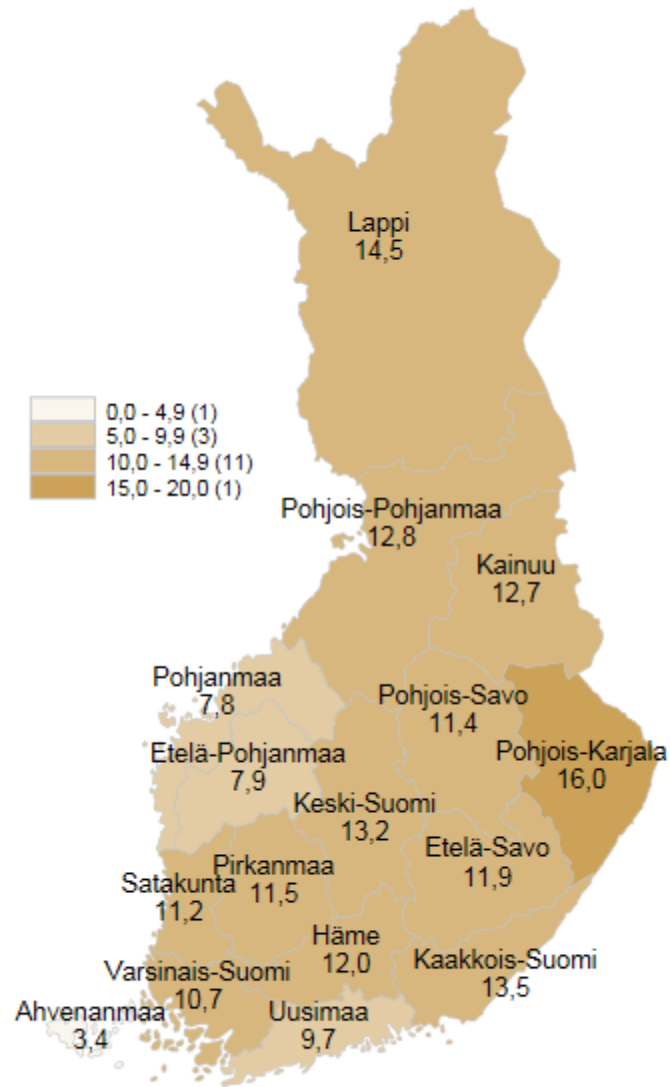 Lappi
14,5
0,0 - 4,9 (1)
5,0 - 9,9 (3)
10,0 - 14,9 (11)
15,0 - 20,0 (1)
Pohjois-Pohjanmaa
12,8
Kainuu
12,7
Pohjanmaa
7,8
Pohjois-Savo
11,4
Pohjois-Karjala
16,0
Etelä-Pohjanmaa
7,9
Keski-Suomi
13,2
Etelä-Savo
11,9
Pirkanmaa
11,5
Satakunta
11,2
Häme
12,0
Kaakkois-Suomi
13,5
Varsinais-Suomi
10,7
Ahvenanmaa
3,4
Uusimaa
9,7